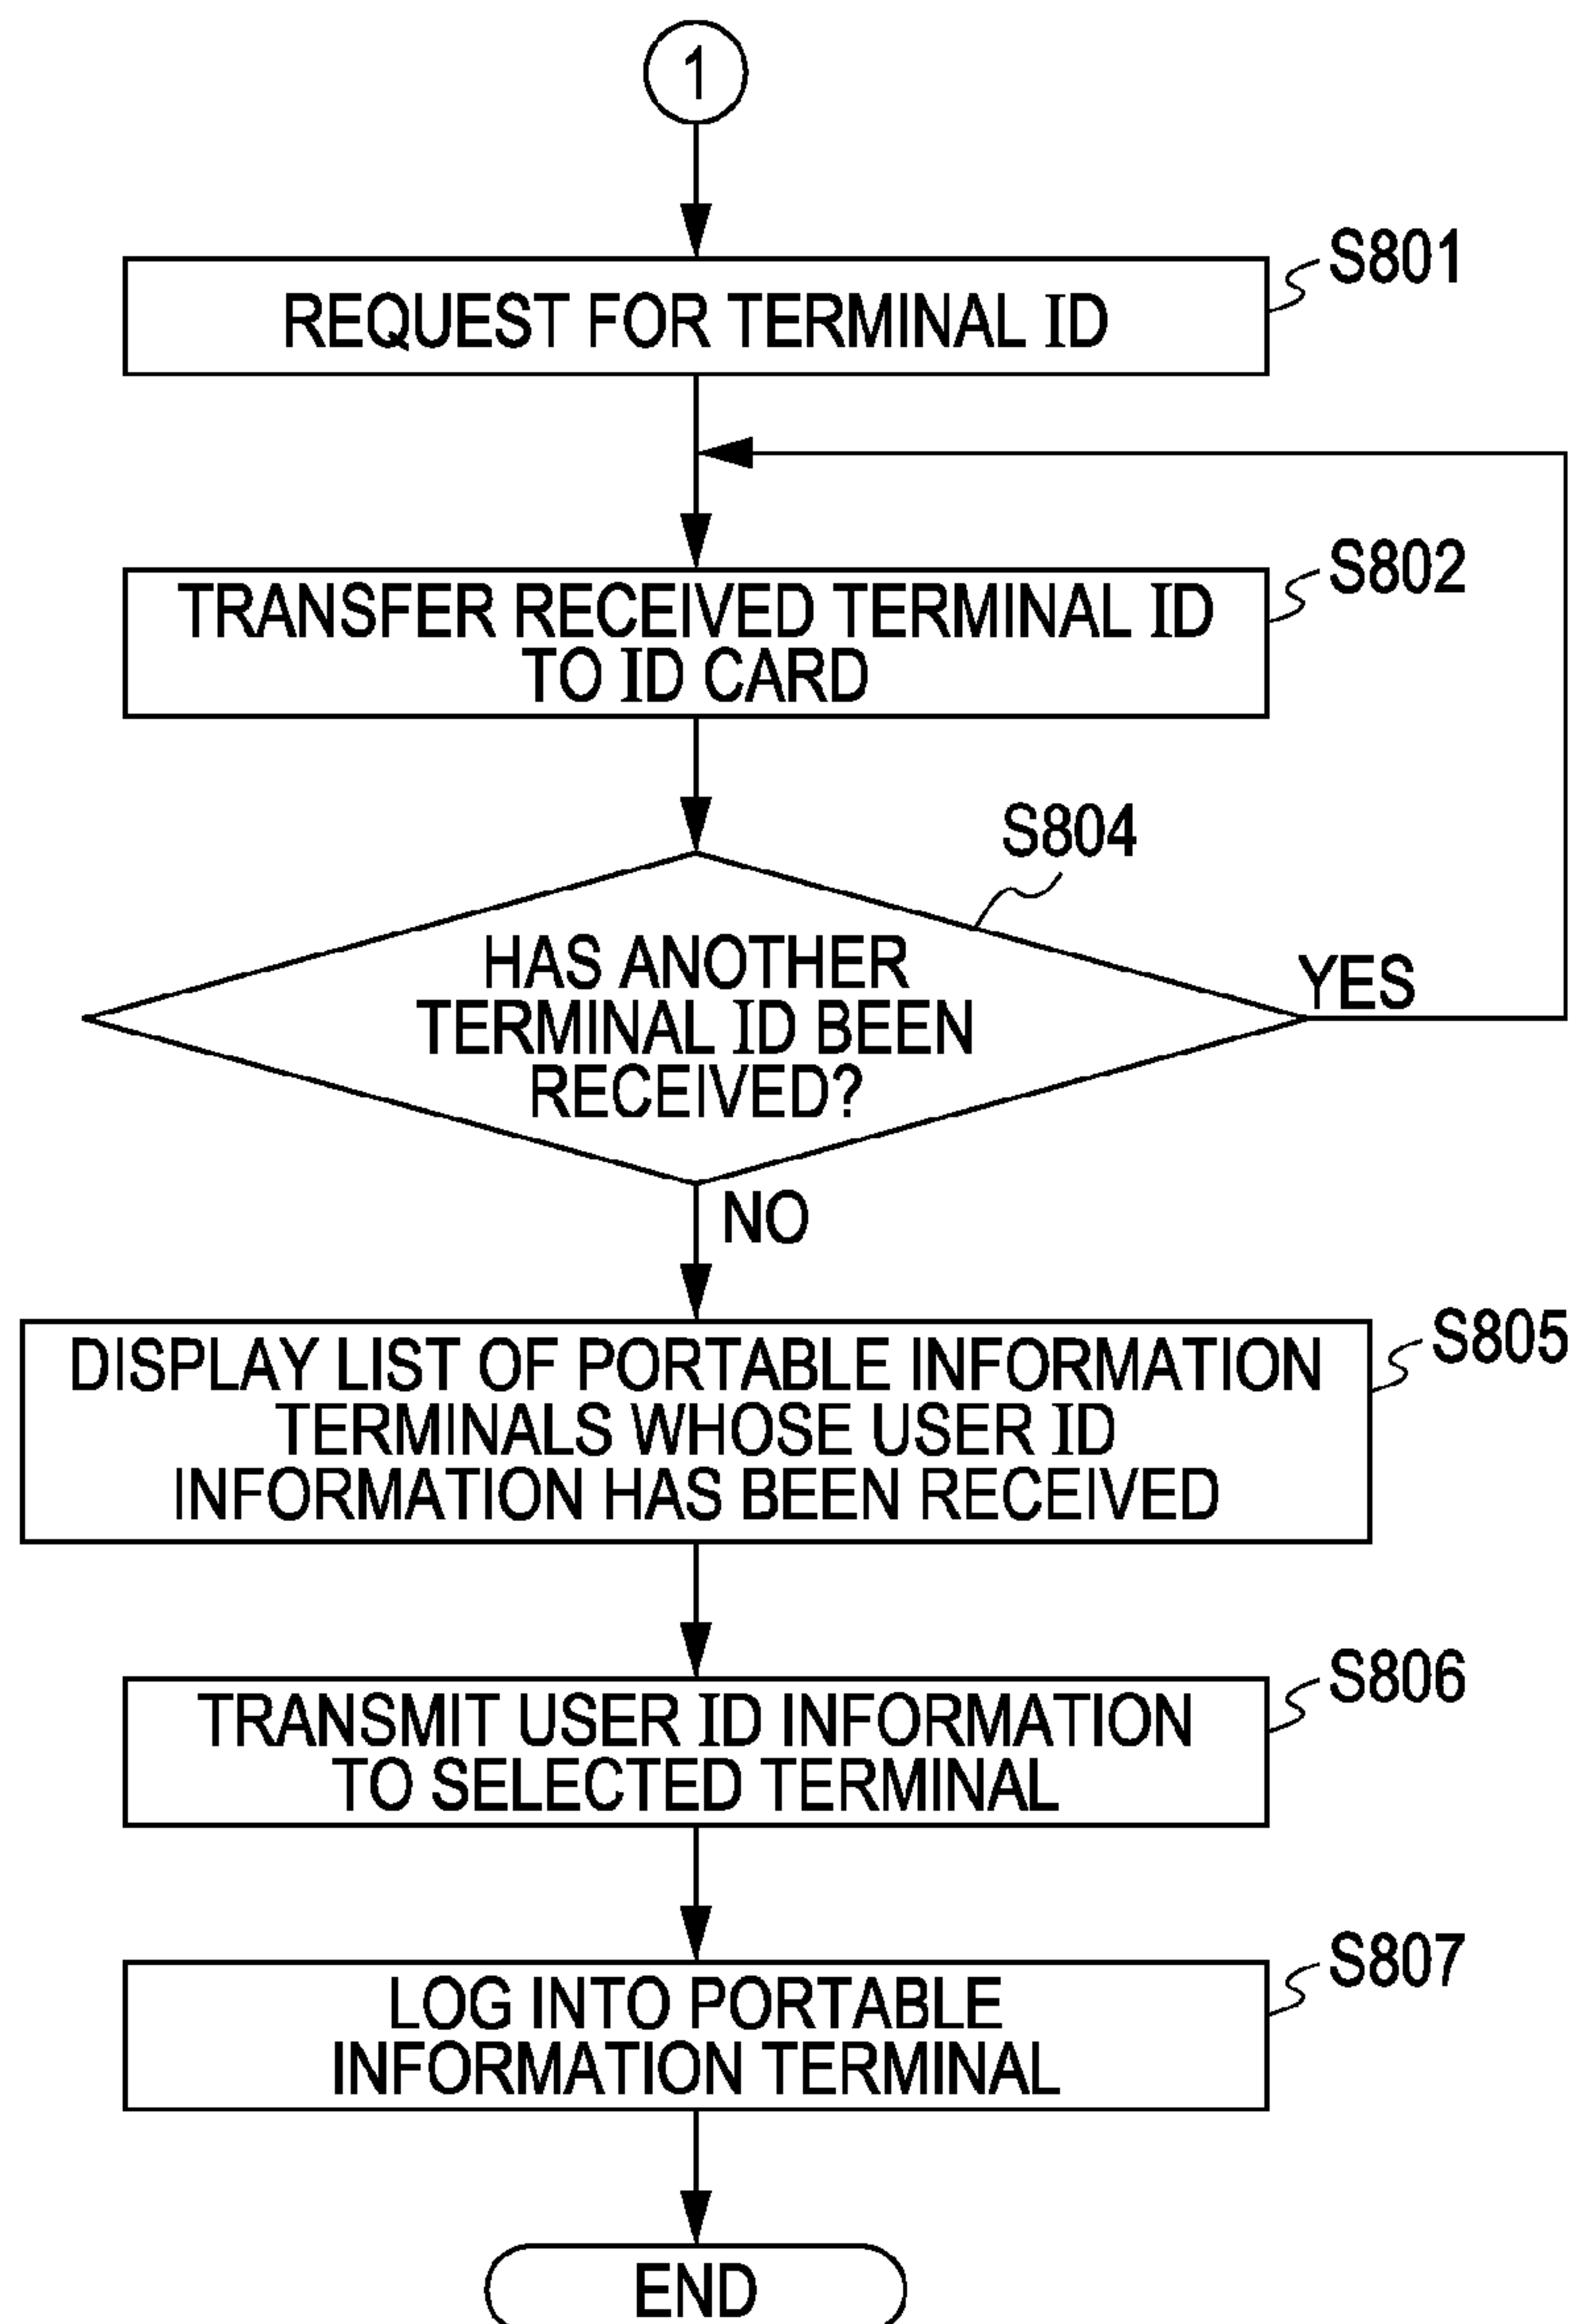 1
S801
REQUEST FOR TERMINAL ID
S802
TRANSFER RECEIVED TERMINAL ID
TO ID CARD
S804
HAS ANOTHER
TERMINAL ID BEEN
RECEIVED?
YES
NO
S805
DISPLAY LIST OF PORTABLE INFORMATION
TERMINALS WHOSE USER ID
INFORMATION HAS BEEN RECEIVED
S806
TRANSMIT USER ID INFORMATION
TO SELECTED TERMINAL
S807
LOG INTO PORTABLE
INFORMATION TERMINAL
END